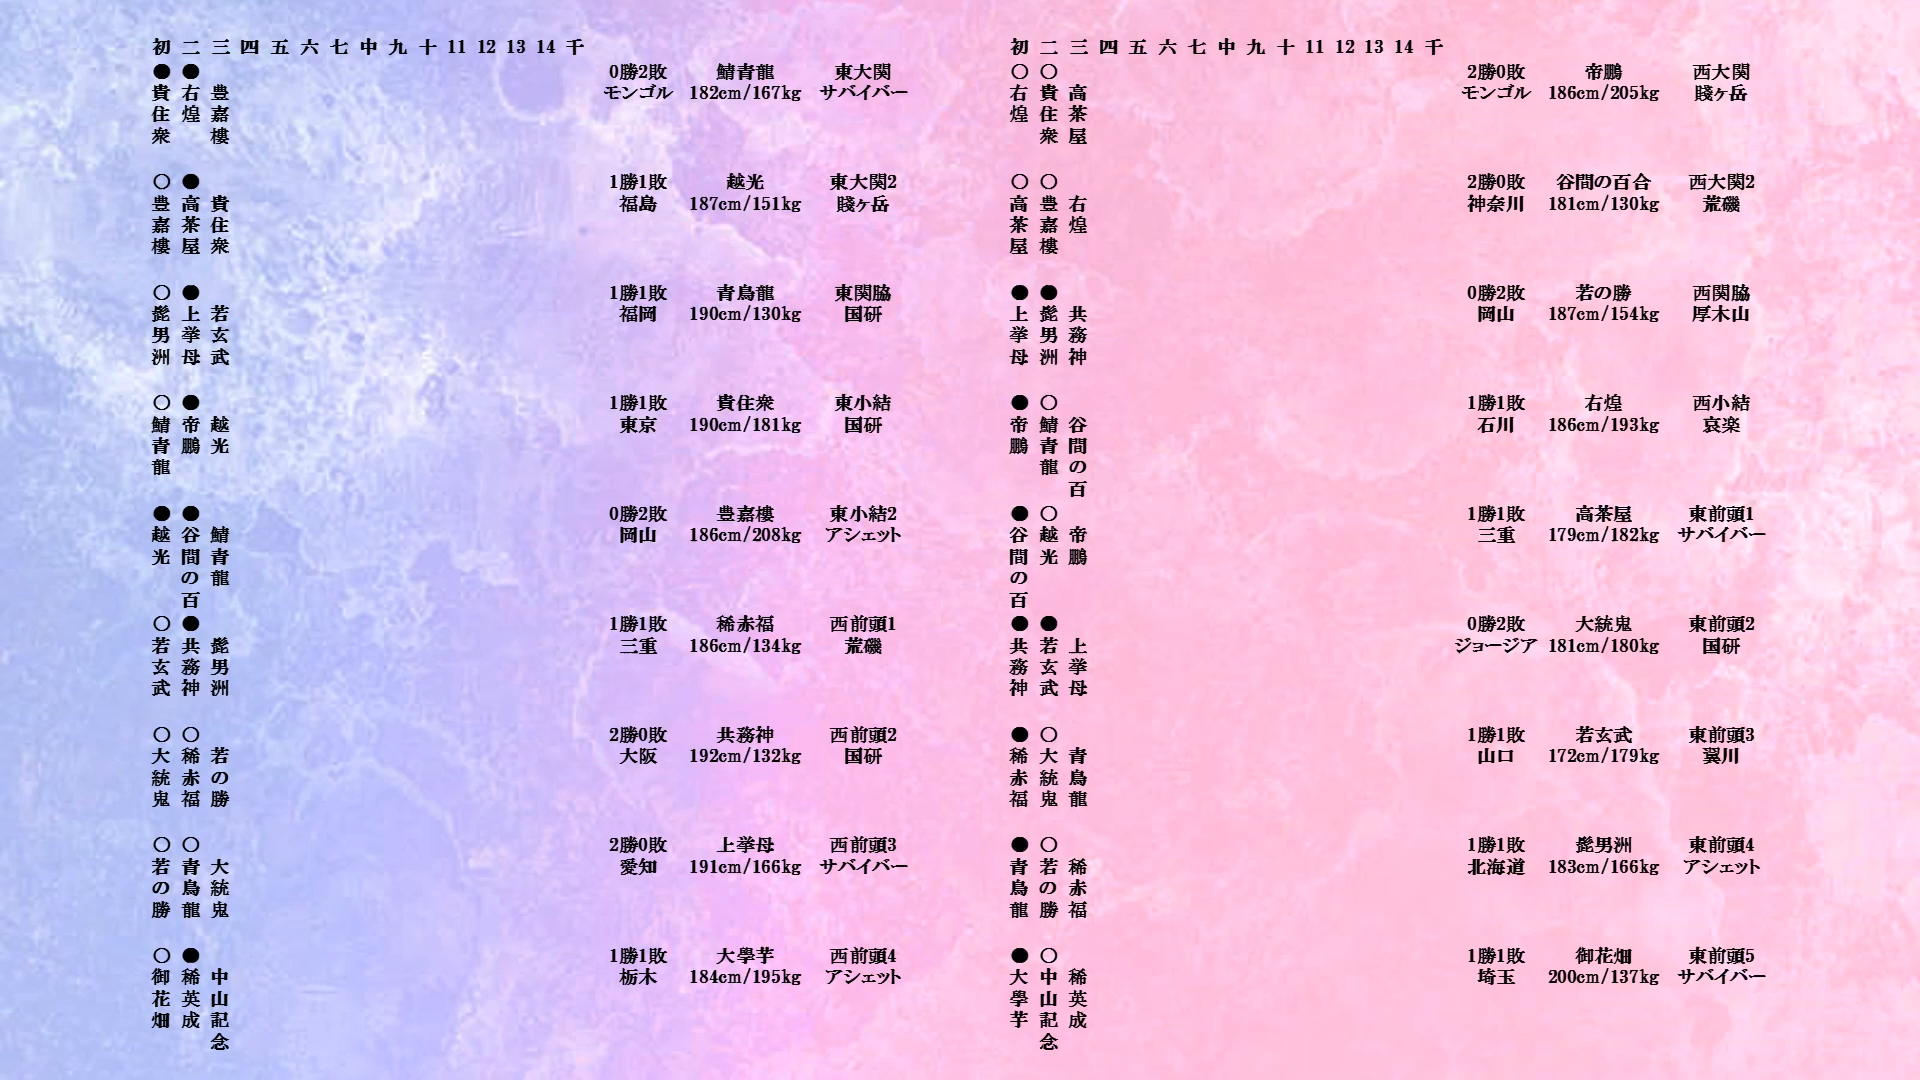 初 二 三 四 五 六 七 中 九 十 11 12 13 14 千
●貴住衆
●右煌
豊嘉樓
0勝2敗 鯖青龍 東大関
モンゴル 182cm/167kg サバイバー
○豊嘉樓
●高茶屋
貴住衆
1勝1敗 越光 東大関2
福島 187cm/151kg 賤ヶ岳
○髭男洲
●上挙母
若玄武
1勝1敗 青鳥龍 東関脇
福岡 190cm/130kg 国研
○鯖青龍
●帝鵬
越光
1勝1敗 貴住衆 東小結
東京 190cm/181kg 国研
●越光
●谷間の百
鯖青龍
0勝2敗 豊嘉樓 東小結2
岡山 186cm/208kg アシェット
○若玄武
●共務神
髭男洲
1勝1敗 稀赤福 西前頭1
三重 186cm/134kg 荒磯
○大統鬼
○稀赤福
若の勝
2勝0敗 共務神 西前頭2
大阪 192cm/132kg 国研
○若の勝
○青鳥龍
大統鬼
2勝0敗 上挙母 西前頭3
愛知 191cm/166kg サバイバー
○御花畑
●稀英成
中山記念
1勝1敗 大學芋 西前頭4
栃木 184cm/195kg アシェット
初 二 三 四 五 六 七 中 九 十 11 12 13 14 千
○右煌
○貴住衆
高茶屋
2勝0敗 帝鵬 西大関
モンゴル 186cm/205kg 賤ヶ岳
○高茶屋
○豊嘉樓
右煌
2勝0敗 谷間の百合 西大関2
神奈川 181cm/130kg 荒磯
●上挙母
●髭男洲
共務神
0勝2敗 若の勝 西関脇
岡山 187cm/154kg 厚木山
●帝鵬
○鯖青龍
谷間の百
1勝1敗 右煌 西小結
石川 186cm/193kg 哀楽
●谷間の百
○越光
帝鵬
1勝1敗 高茶屋 東前頭1
三重 179cm/182kg サバイバー
●共務神
●若玄武
上挙母
0勝2敗 大統鬼 東前頭2
ジョージア 181cm/180kg 国研
●稀赤福
○大統鬼
青鳥龍
1勝1敗 若玄武 東前頭3
山口 172cm/179kg 翼川
●青鳥龍
○若の勝
稀赤福
1勝1敗 髭男洲 東前頭4
北海道 183cm/166kg アシェット
●大學芋
○中山記念
稀英成
1勝1敗 御花畑 東前頭5
埼玉 200cm/137kg サバイバー